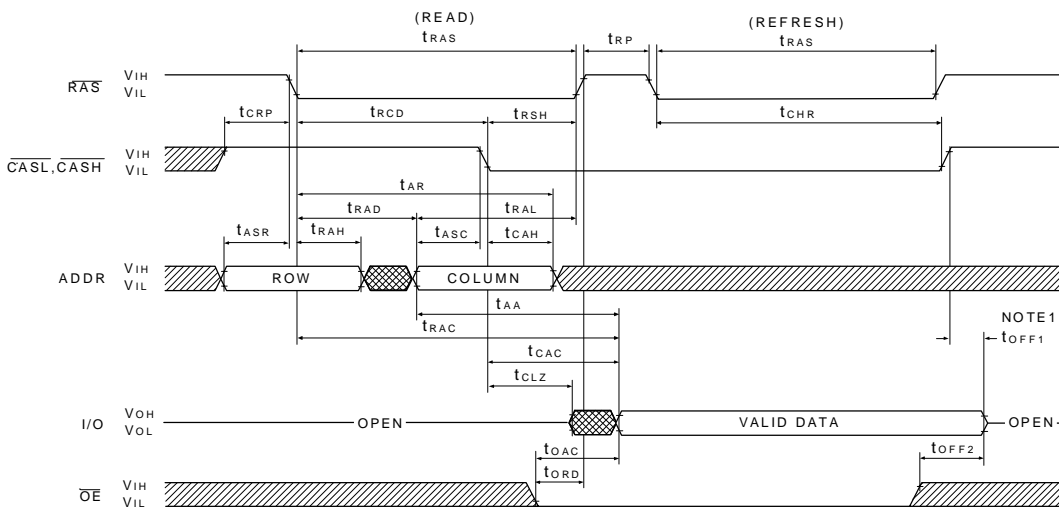 (READ) (REFRESH)
tRAS tRP tRAS
RAS VIH
VIL
tCRP tRCD tRSH tCHR
CASL,CASH VIH
VIL
tAR
tRAD tRAL
tASR tRAH tASC tCAH
ADDR VIH
VIL
ROW COLUMN
tAA
NOTE1
tRAC tOFF1
tCAC
tCLZ
I/O VOH
VOL
OPEN VALID DATA OPEN
tOAC tOFF2
tORD
OE VIH
VIL